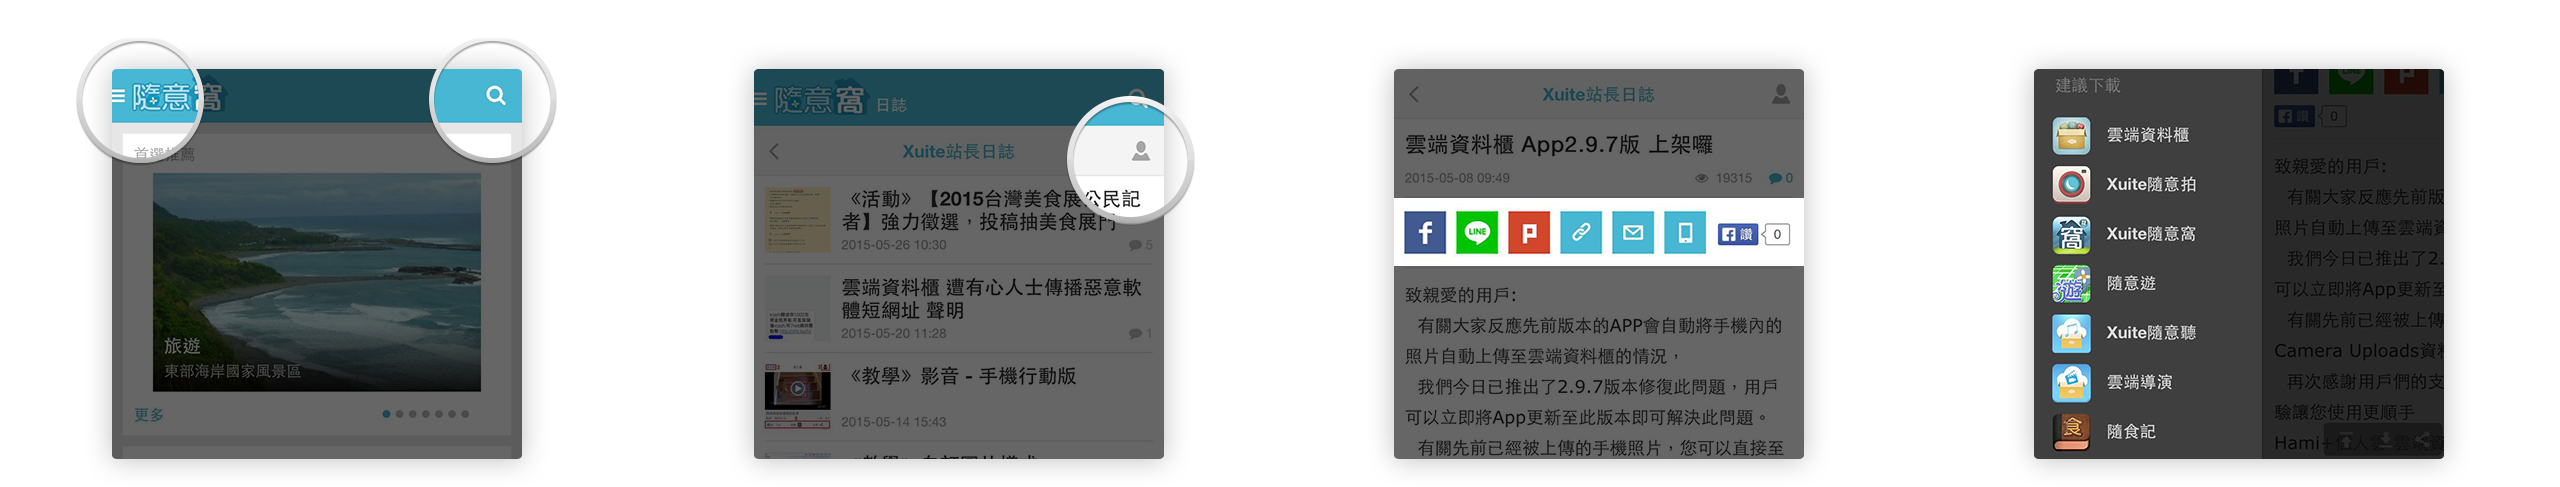 隨意窩
首選推薦
旅遊
東部海岸國家風景區
更多
隨意窩 日誌
Xuite站長日誌
《活動》【2015台灣美食展公民記
者】強力徵選，投稿抽美食展門
2015-05-26 10:30
5
雲端資料櫃 遭有心人士傳播惡意軟
體短網址 聲明
2015-05-20 11:28
1
《教學》影音 - 手機行動版
2015-05-14 15:43
Xuite站長日誌
雲端資料櫃 App2.9.7版 上架囉
2015-05-08 09:49
19315
0
LINE
讚
0
致親愛的用戶:
有關大家反應先前版本的APP會自動將手機內的
照片自動上傳至雲端資料櫃的情況，
我們今日已推出了2.9.7版本修復此問題，用戶
可以立即將App更新至此版本即可解決此問題。
有關先前已經被上傳的手機照片，您可以直接至
建議下載
雲端資料櫃
Xuite隨意拍
Xuite隨意窩
隨意遊
Xuite隨意聽
雲端導演
隨食記
讚
0
致親愛的用戶:
有關大家反應先前版
照片自動上傳至雲端資
我們今日已推出了2.
可以立即將App更新至
有關先前已經被上傳
Camera Uploads資料
再次感謝用戶們的支
驗讓您使用更順手